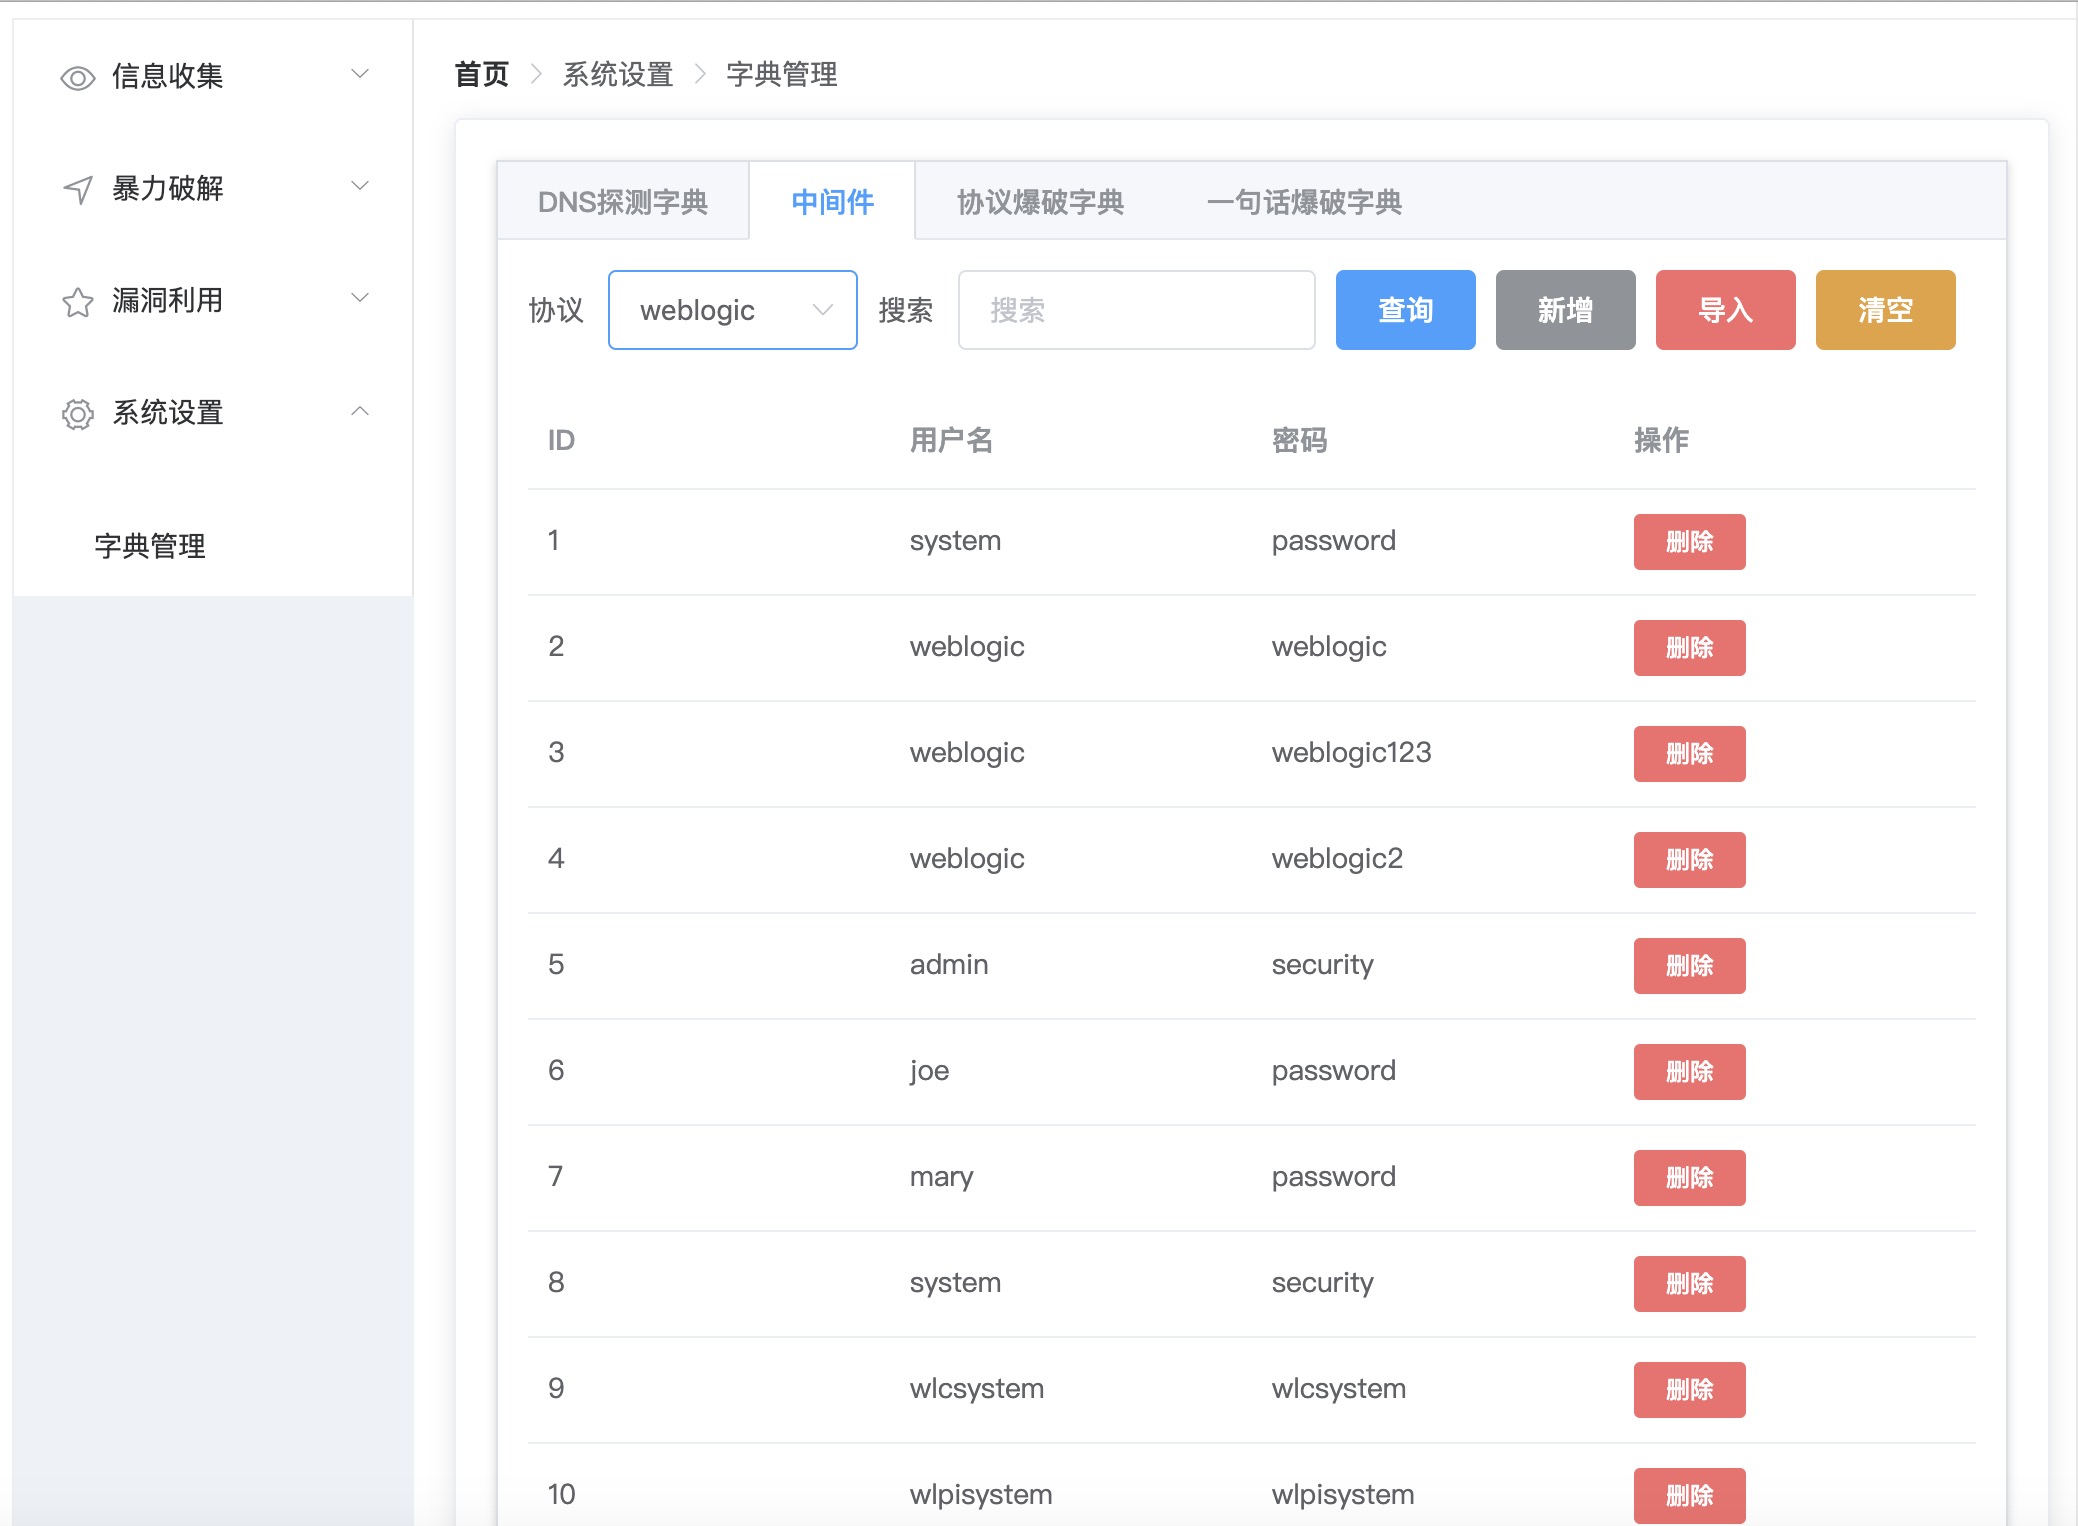 信息收集
暴力破解
漏洞利用
系统设置
字典管理
首页 系统设置 字典管理
DNS探测字典 中间件 协议爆破字典 一句话爆破字典
协议 weblogic 搜索 搜索 查询 新增 导入 清空
ID 用户名 密码 操作
1 system password 删除
2 weblogic weblogic 删除
3 weblogic weblogic123 删除
4 weblogic weblogic2 删除
5 admin security 删除
6 joe password 删除
7 mary password 删除
8 system security 删除
9 wlcsystem wlcsystem 删除
10 wlpisystem wlpisystem 删除